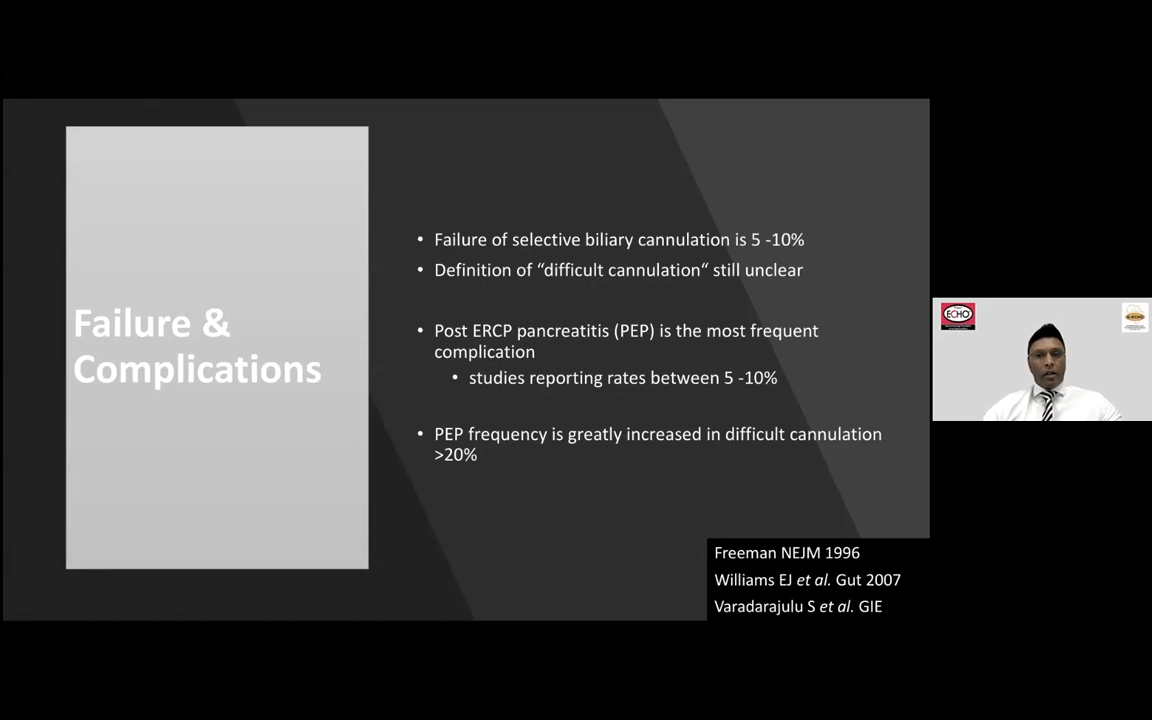 Failure &
Complications
• Failure of selective biliary cannulation is 5 -10%
• Definition of “difficult cannulation“ still unclear
• Post ERCP pancreatitis (PEP) is the most frequent
complication
• studies reporting rates between 5 -10%
• PEP frequency is greatly increased in difficult cannulation
>20%
Freeman NEJM 1996
Williams EJ et al. Gut 2007
Varadarajulu S et al. GIE
ECHO